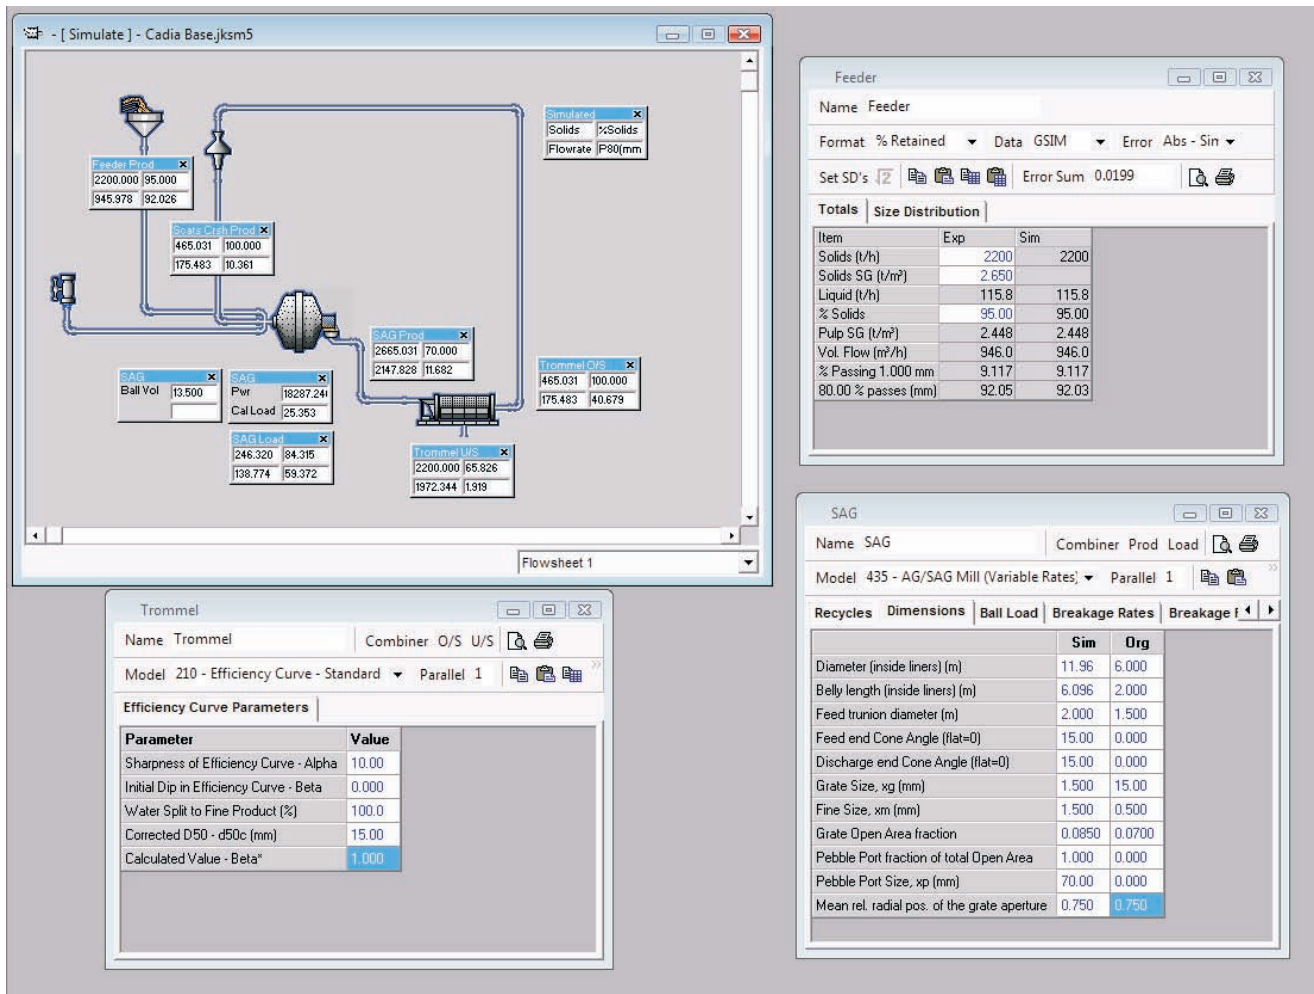 - [ Simulate ] - Cadia Base.jksm5
Simulated
Solids %Solids
Flowrate P80(mm
Feeder Prod
2200.000 95.000
945.978 92.026
Scats Crsh Prod
465.031 100.000
175.483 10.361
SAG Prod
2665.031 70.000
2147.828 11.682
Trommel O/S
465.031 100.000
175.483 40.679
SAG
Ball Vol 13.500
SAG
Pwr 18287.24
Cal Load 25.353
SAG Load
246.320 84.315
138.774 59.372
Trommel U/S
2200.000 65.826
1972.344 1.919
Flowsheet 1
Feeder
Name Feeder
Format % Retained Data GSIM Error Abs - Sin
Set SD's √2 Error Sum 0.0199
Totals Size Distribution
Item Exp Sim
Solids (t/h) 2200 2200
Solids SG (t/m³) 2.650
Liquid (t/h) 115.8 115.8
% Solids 95.00 95.00
Pulp SG (t/m³) 2.448 2.448
Vol. Flow (m³/h) 946.0 946.0
% Passing 1.000 mm 9.117 9.117
80.00 % passes (mm) 92.05 92.03
Trommel
Name Trommel Combiner O/S U/S
Model 210 - Efficiency Curve - Standard Parallel 1
Efficiency Curve Parameters
Parameter Value
Sharpness of Efficiency Curve - Alpha 10.00
Initial Dip in Efficiency Curve - Beta 0.000
Water Split to Fine Product (%) 100.0
Corrected D50 - d50c (mm) 15.00
Calculated Value - Beta* 1.000
SAG
Name SAG Combiner Prod Load
Model 435 - AG/SAG Mill (Variable Rates) Parallel 1
Recycles Dimensions Ball Load Breakage Rates Breakage
Sim Org
Diameter (inside liners) (m) 11.96 6.000
Belly length (inside liners) (m) 6.096 2.000
Feed trunion diameter (m) 2.000 1.500
Feed end Cone Angle (flat=0) 15.00 0.000
Discharge end Cone Angle (flat=0) 15.00 0.000
Grate Size, xg (mm) 1.500 15.00
Fine Size, xm (mm) 1.500 0.500
Grate Open Area fraction 0.0850 0.0700
Pebble Port fraction of total Open Area 1.000 0.000
Pebble Port Size, xp (mm) 70.00 0.000
Mean rel. radial pos. of the grate aperture 0.750 0.750